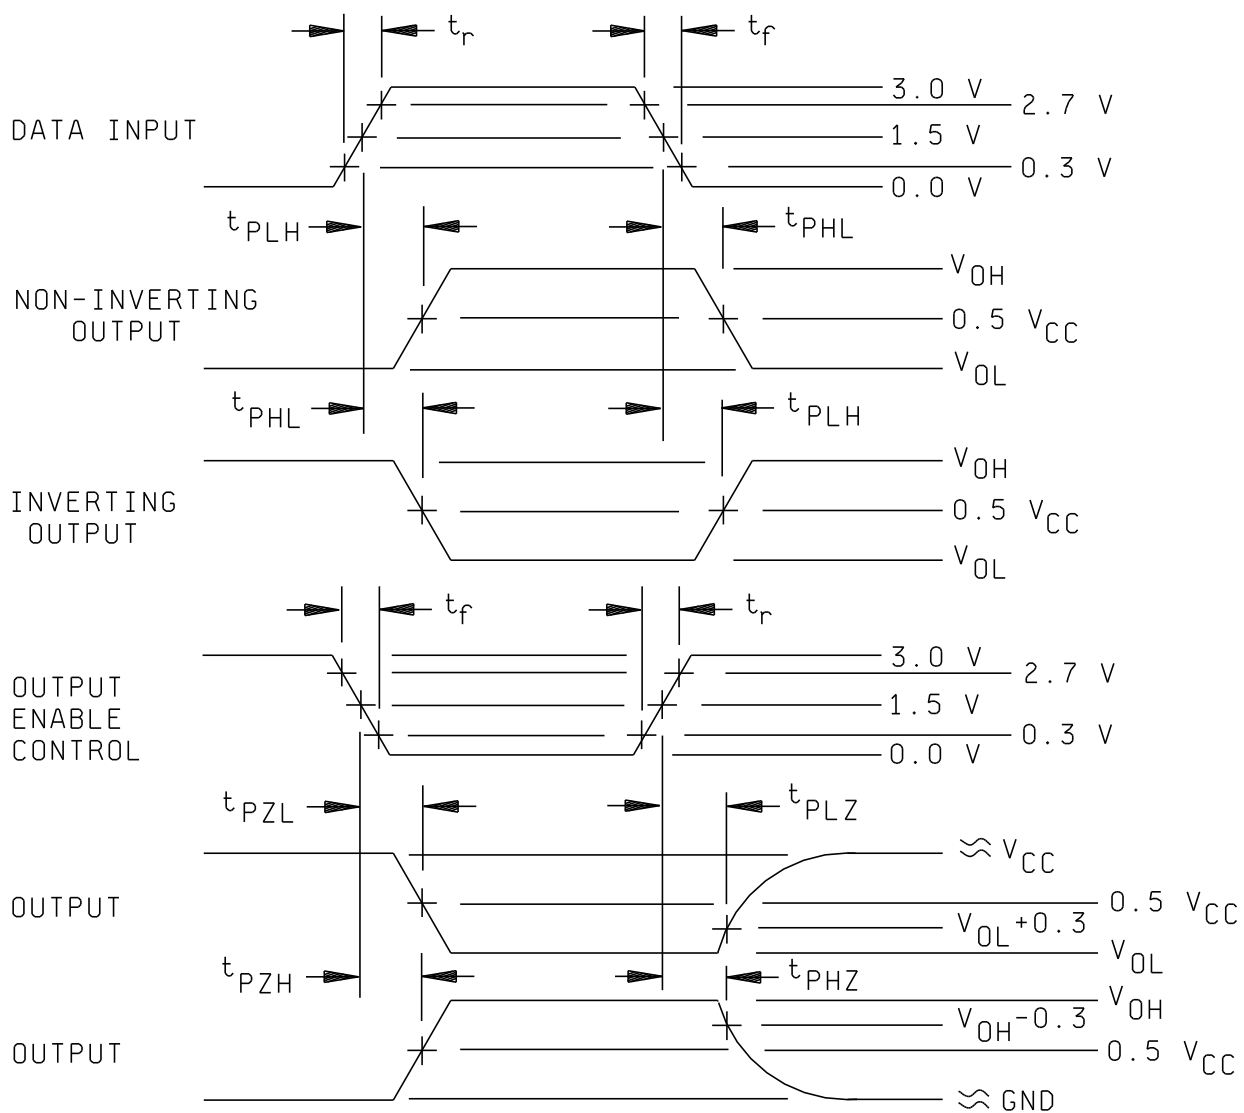 tr tf
3.0 V
2.7 V
DATA INPUT 1.5 V
0.3 V
0.0 V
tPLH tPHL
VOH
NON-INVERTING
OUTPUT
0.5 VCC
VOL
tPHL tPLH
VOH
INVERTING
OUTPUT
0.5 VCC
VOL
tf tr
3.0 V
2.7 V
OUTPUT
ENABLE
CONTROL
1.5 V
0.3 V
0.0 V
tPZL tPLZ
≈ VCC
OUTPUT 0.5 VCC
VOL+0.3
VOL
tPZH tPHZ
VOH
VOH-0.3
OUTPUT 0.5 VCC
≈ GND